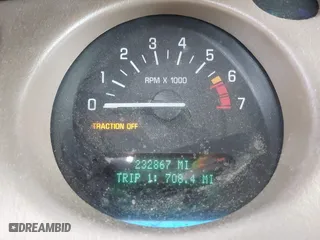 0 1 2 3 4 5 6 7
RPM X 1000
TRACTION OFF
232867 MI
TRIP 1: 708.4 MI
DREAMBID